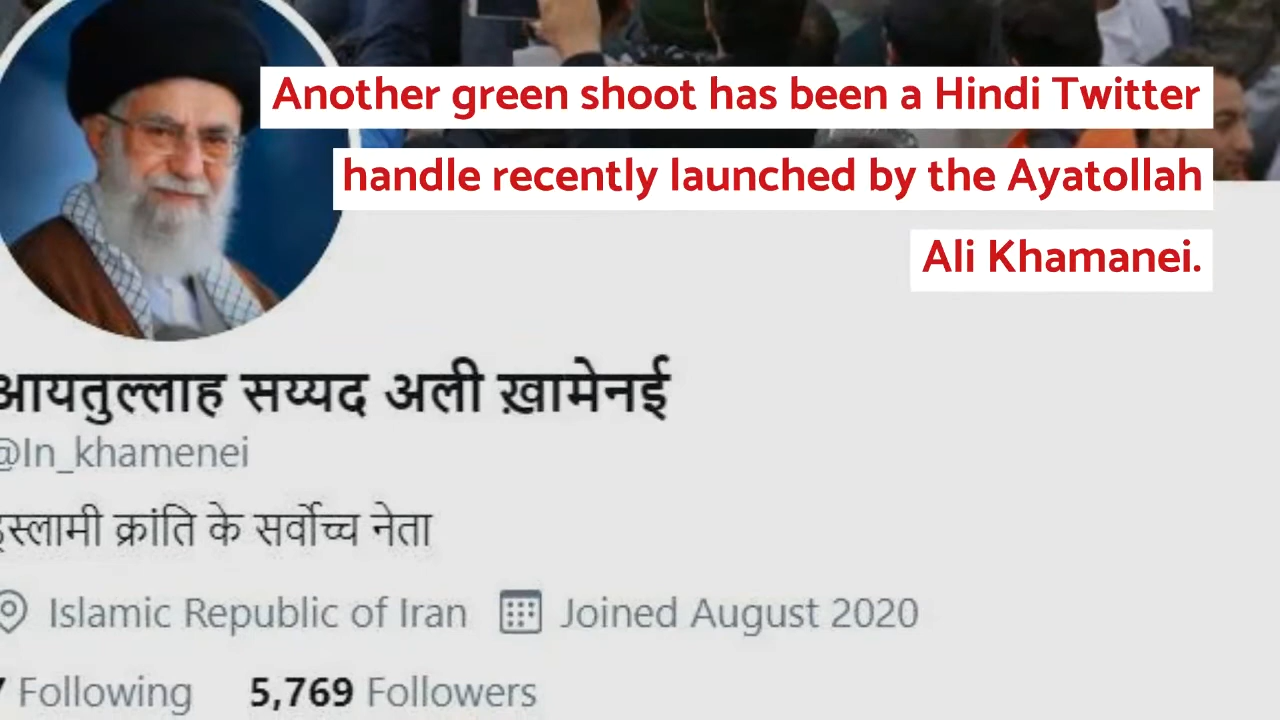 Another green shoot has been a Hindi Twitter
handle recently launched by the Ayatollah
Ali Khamanei.
आयतुल्लाह सय्यद अली ख़ामेनई
@In_khamenei
इस्लामी क्रांति के सर्वोच्च नेता
Islamic Republic of Iran Joined August 2020
Following 5,769 Followers